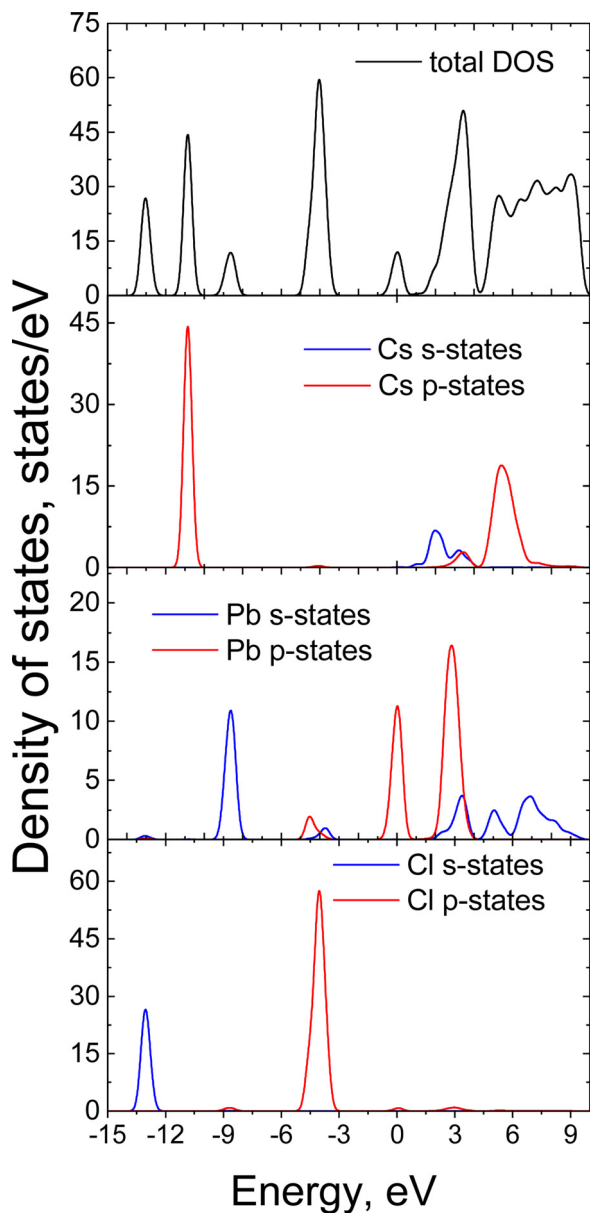 75
total DOS
60
45
30
15
0
Cs s-states
45
Cs p-states
30
15
0
20
Pb s-states
Pb p-states
15
10
5
0
Cl s-states
60
Cl p-states
45
30
15
0
-15 -12 -9 -6 -3 0 3 6 9
Energy, eV
Density of states, states/eV